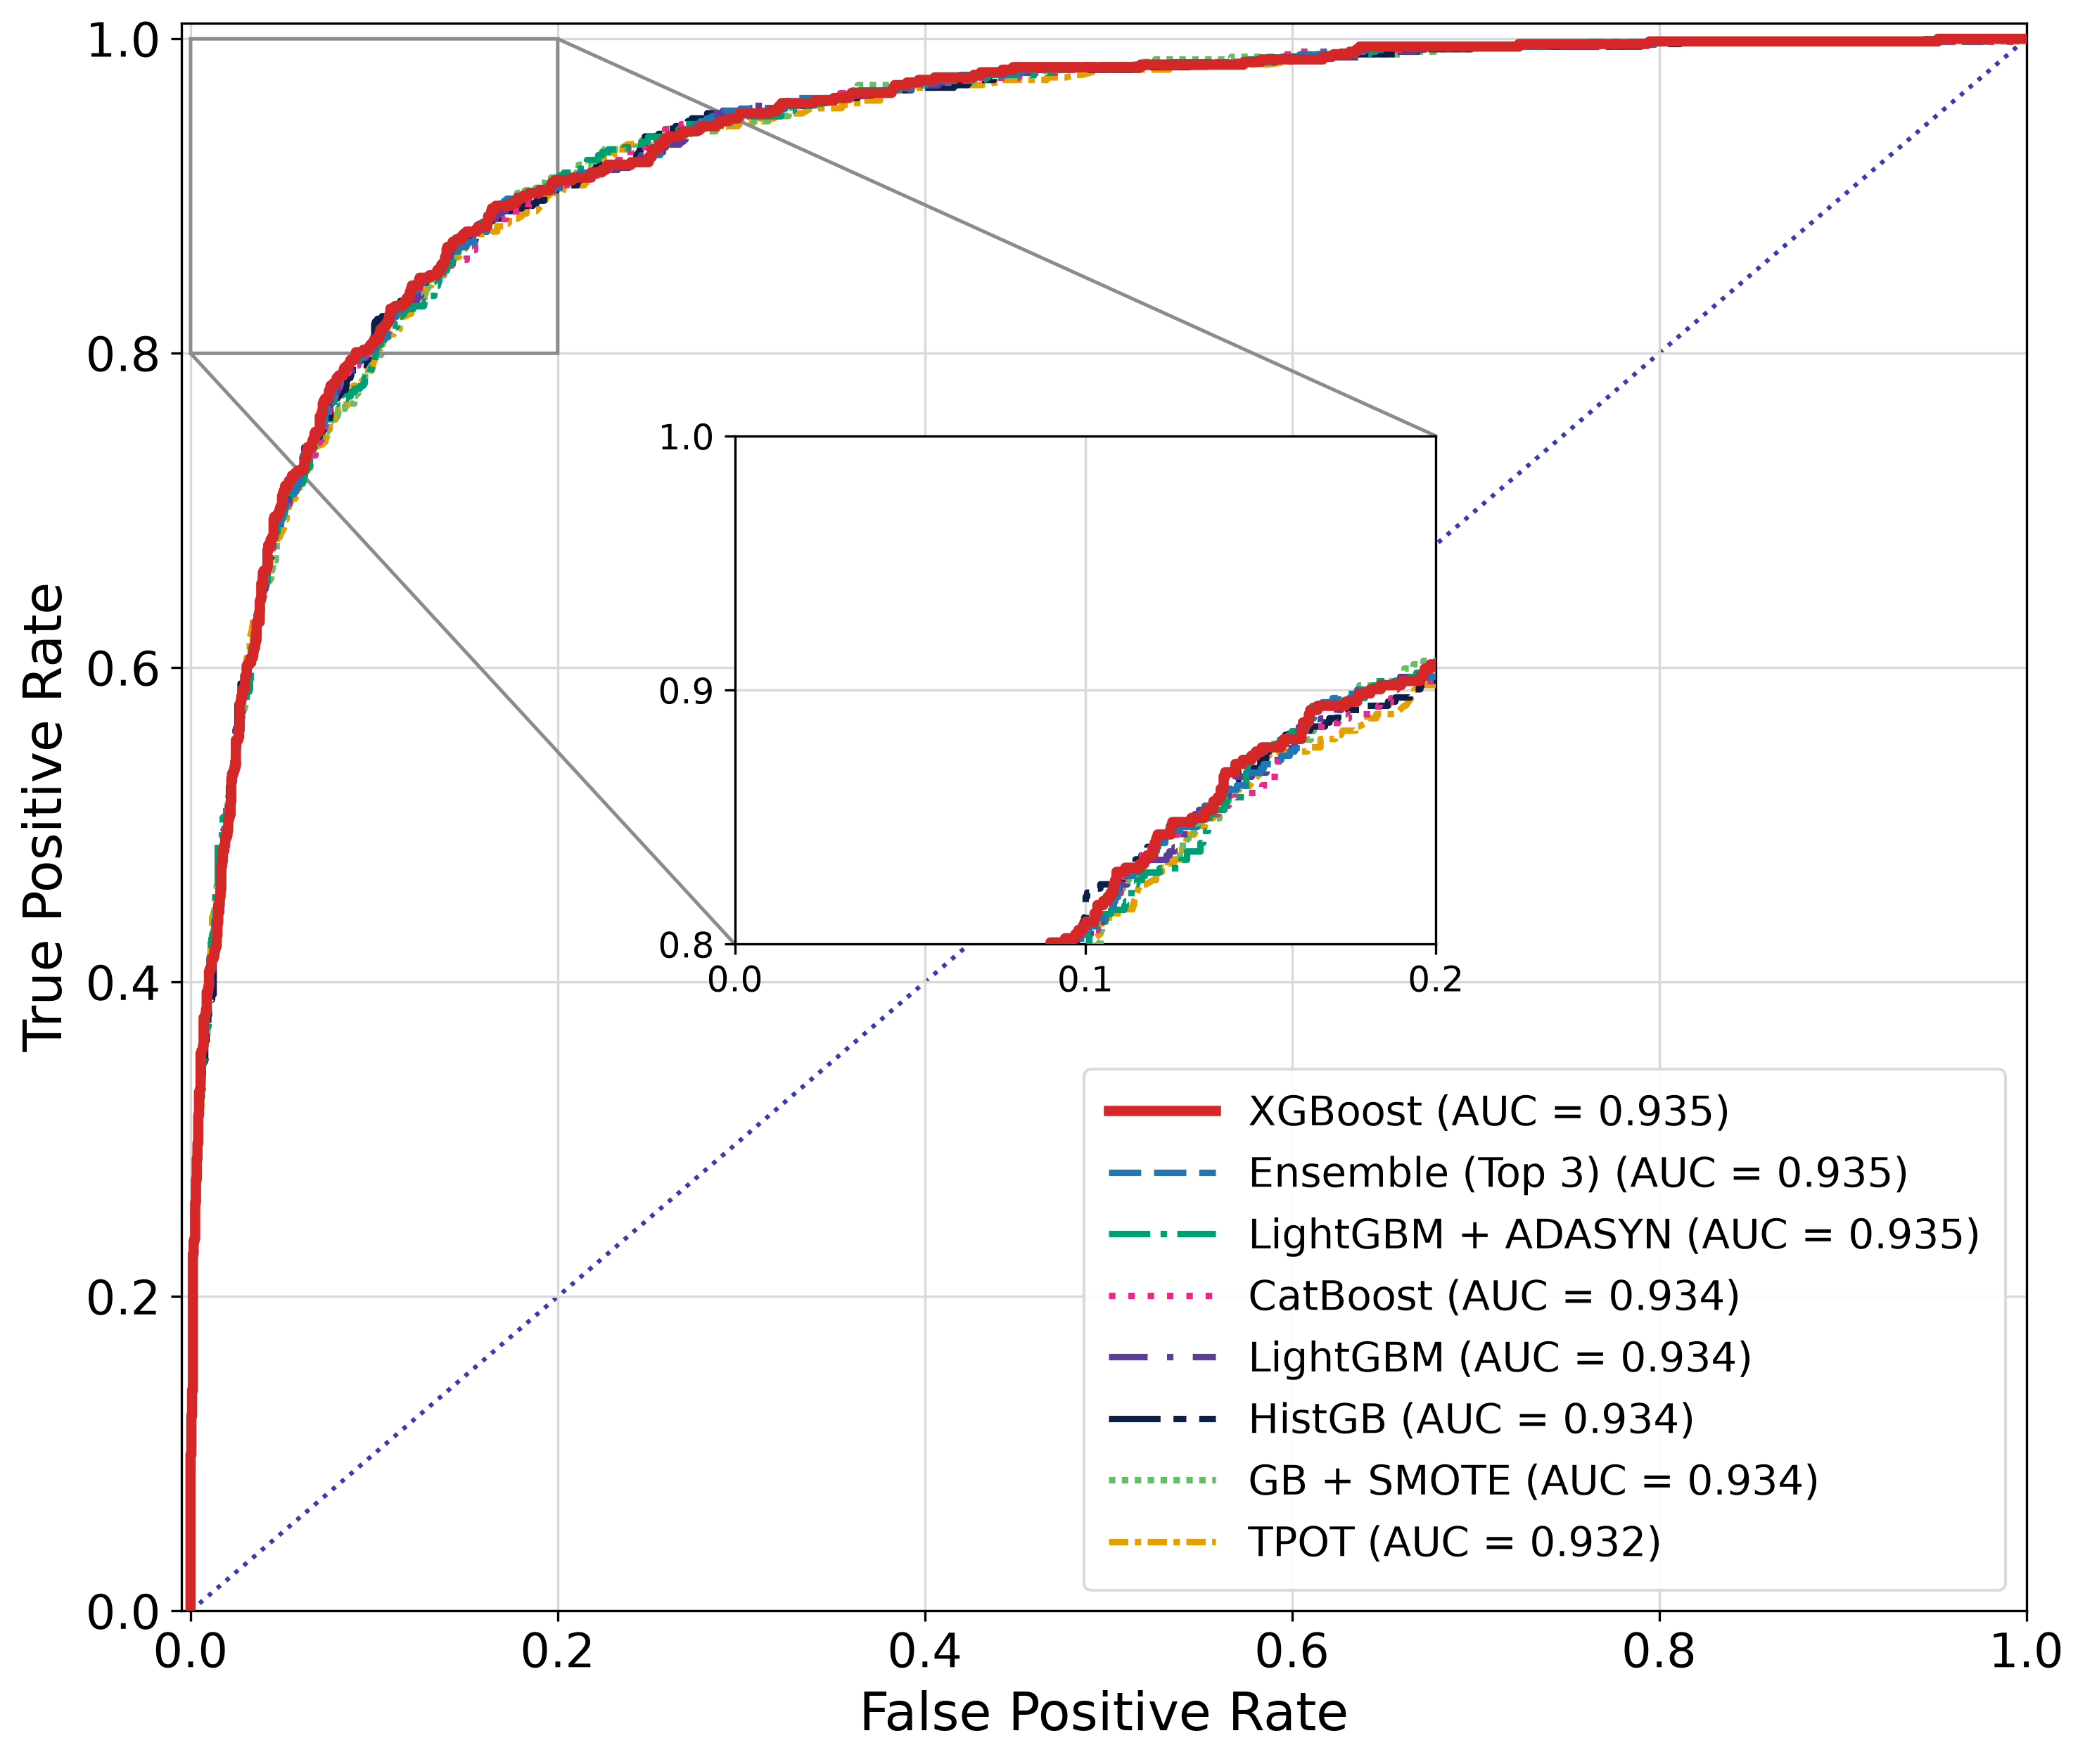 1.0
0.8
0.6
0.4
0.2
0.0
True Positive Rate
1.0
0.9
0.8
0.0 0.1 0.2
XGBoost (AUC = 0.935)
Ensemble (Top 3) (AUC = 0.935)
LightGBM + ADASYN (AUC = 0.935)
CatBoost (AUC = 0.934)
LightGBM (AUC = 0.934)
HistGB (AUC = 0.934)
GB + SMOTE (AUC = 0.934)
TPOT (AUC = 0.932)
0.0 0.2 0.4 0.6 0.8 1.0
False Positive Rate